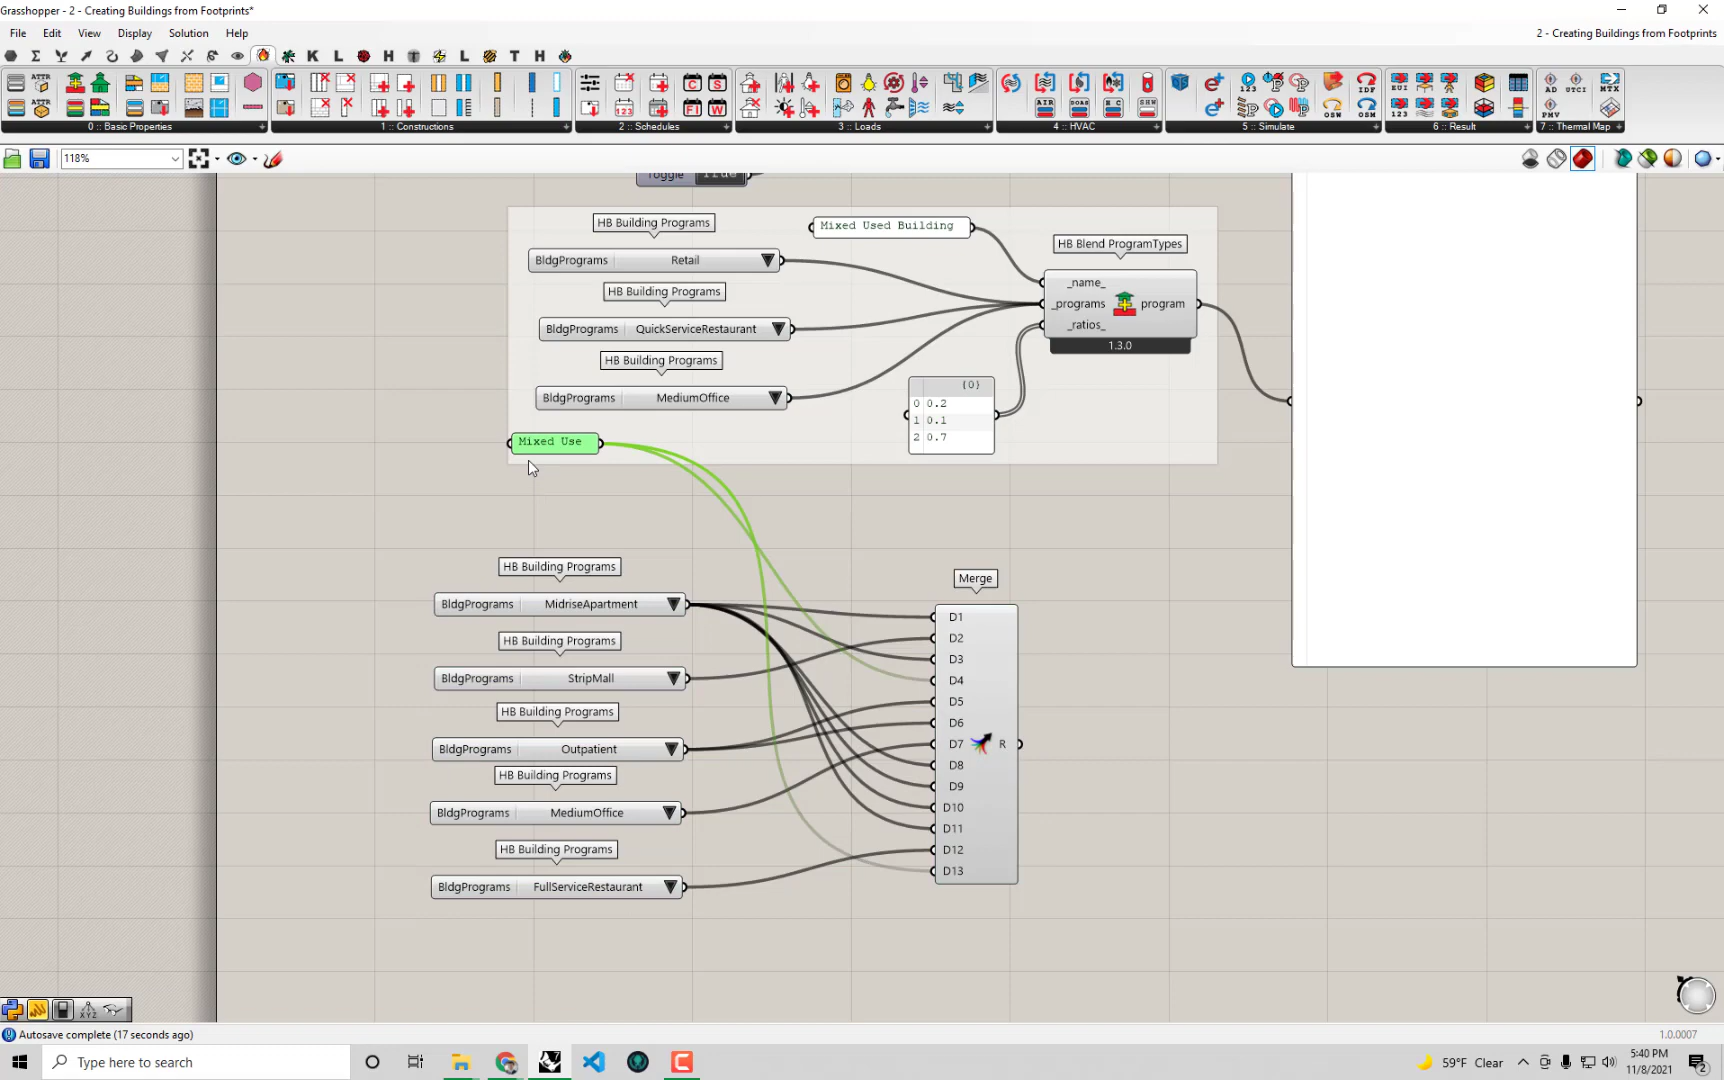 Grasshopper - 2 - Creating Buildings from Footprints*
File Edit View Display Solution Help
2 - Creating Buildings from Footprints
K L H L T H
0 :: Basic Properties
1 :: Constructions
2 :: Schedules
3 :: Loads
4 :: HVAC
5 :: Simulate
6 :: Result
7 :: Thermal Map
118%
Toggle True
HB Building Programs
Mixed Used Building
HB Blend ProgramTypes
BldgPrograms Retail
_name_
HB Building Programs
_programs program
BldgPrograms QuickServiceRestaurant
_ratios_
1.3.0
HB Building Programs
BldgPrograms MediumOffice
{0}
0 0.2
1 0.1
2 0.7
Mixed Use
HB Building Programs
Merge
BldgPrograms MidriseApartment
HB Building Programs
BldgPrograms StripMall
HB Building Programs
BldgPrograms Outpatient
HB Building Programs
BldgPrograms MediumOffice
HB Building Programs
BldgPrograms FullServiceRestaurant
D1
D2
D3
D4
D5
D6
D7 R
D8
D9
D10
D11
D12
D13
Autosave complete (17 seconds ago)
1.0.0007
Type here to search
59°F Clear
5:40 PM
11/8/2021
2